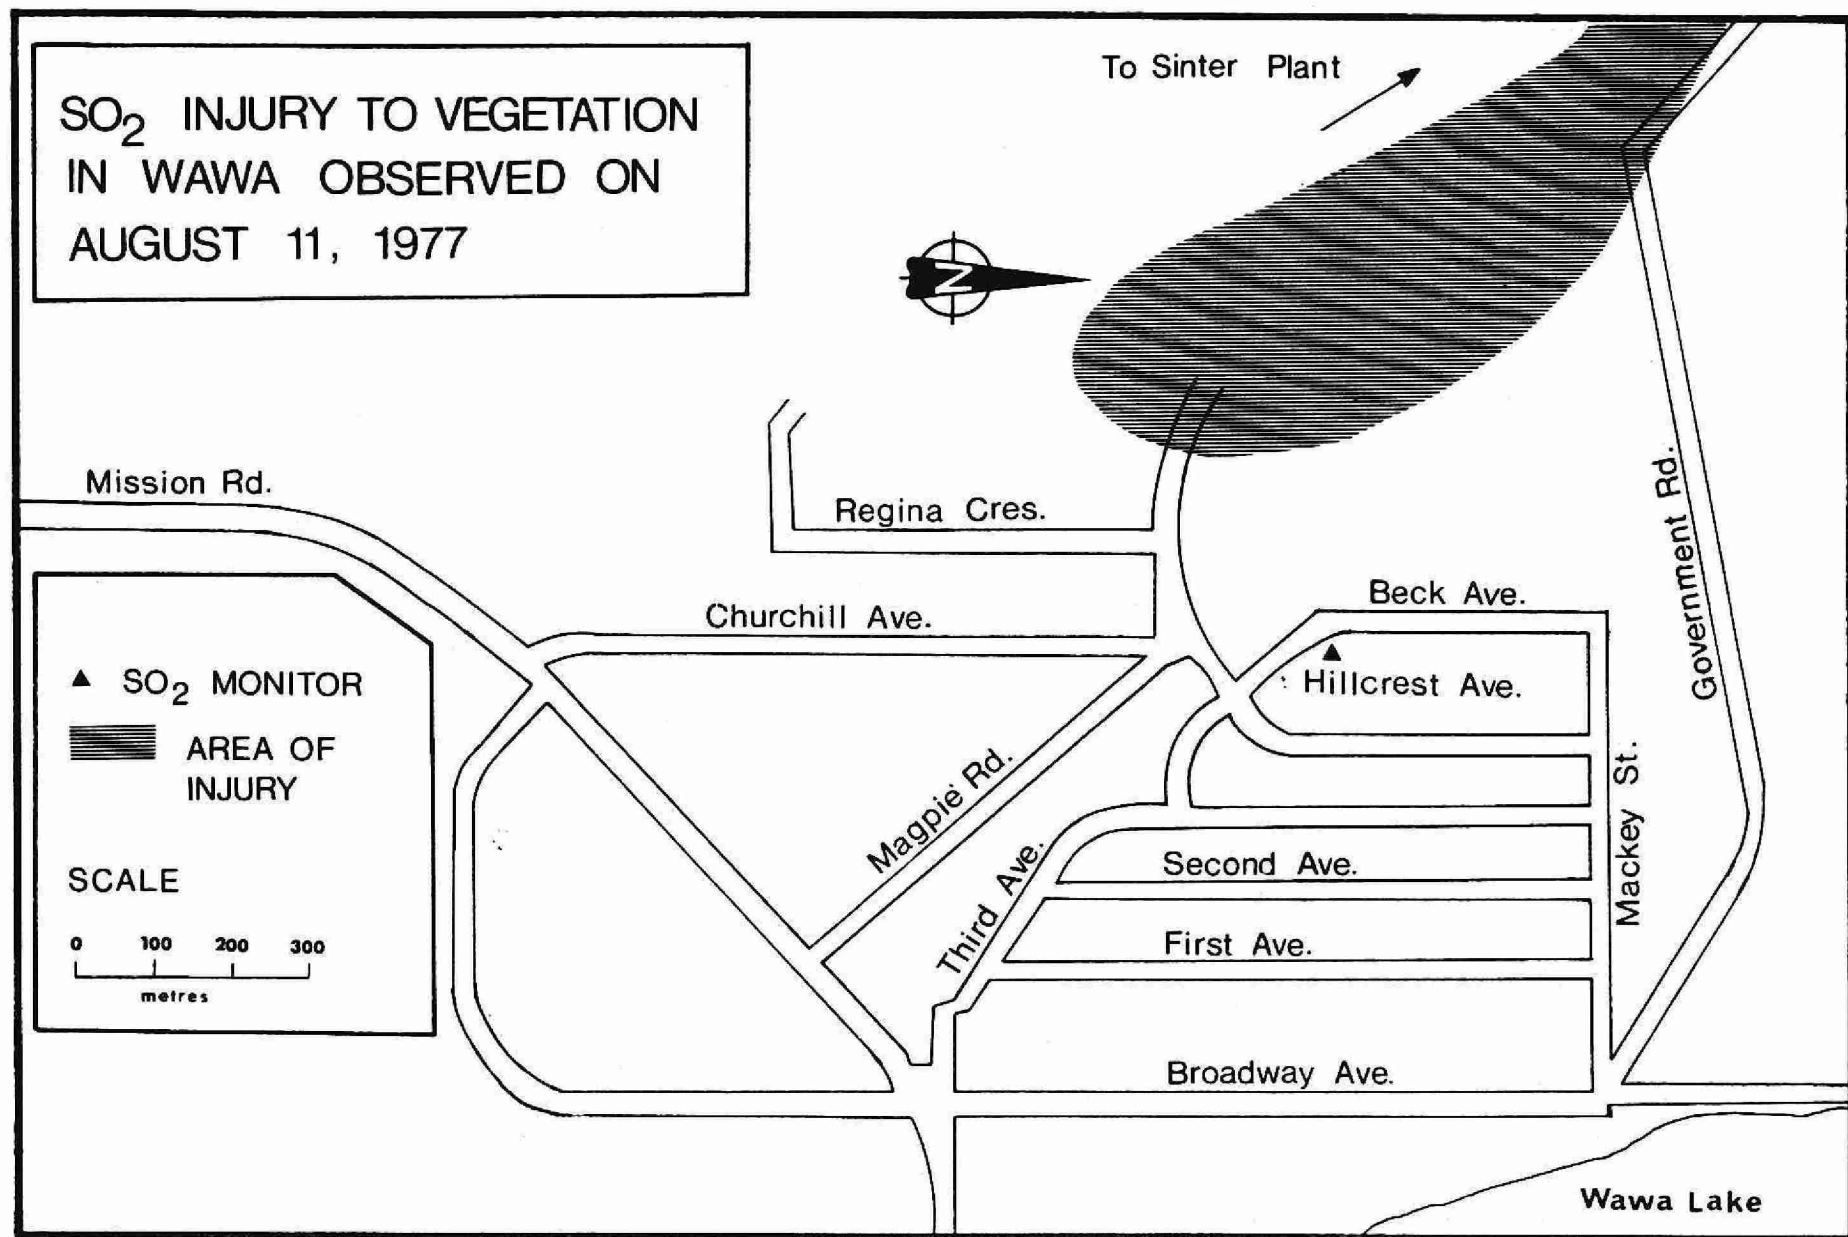 SO₂ INJURY TO VEGETATION
IN WAWA OBSERVED ON
AUGUST 11, 1977
To Sinter Plant
N
Mission Rd.
Regina Cres.
Churchill Ave.
Beck Ave.
Hillcrest Ave.
Government Rd.
Magpie Rd.
Third Ave.
Second Ave.
First Ave.
Mackey St.
Broadway Ave.
Wawa Lake
▲ SO₂ MONITOR
AREA OF
INJURY
SCALE
0 100 200 300
metres